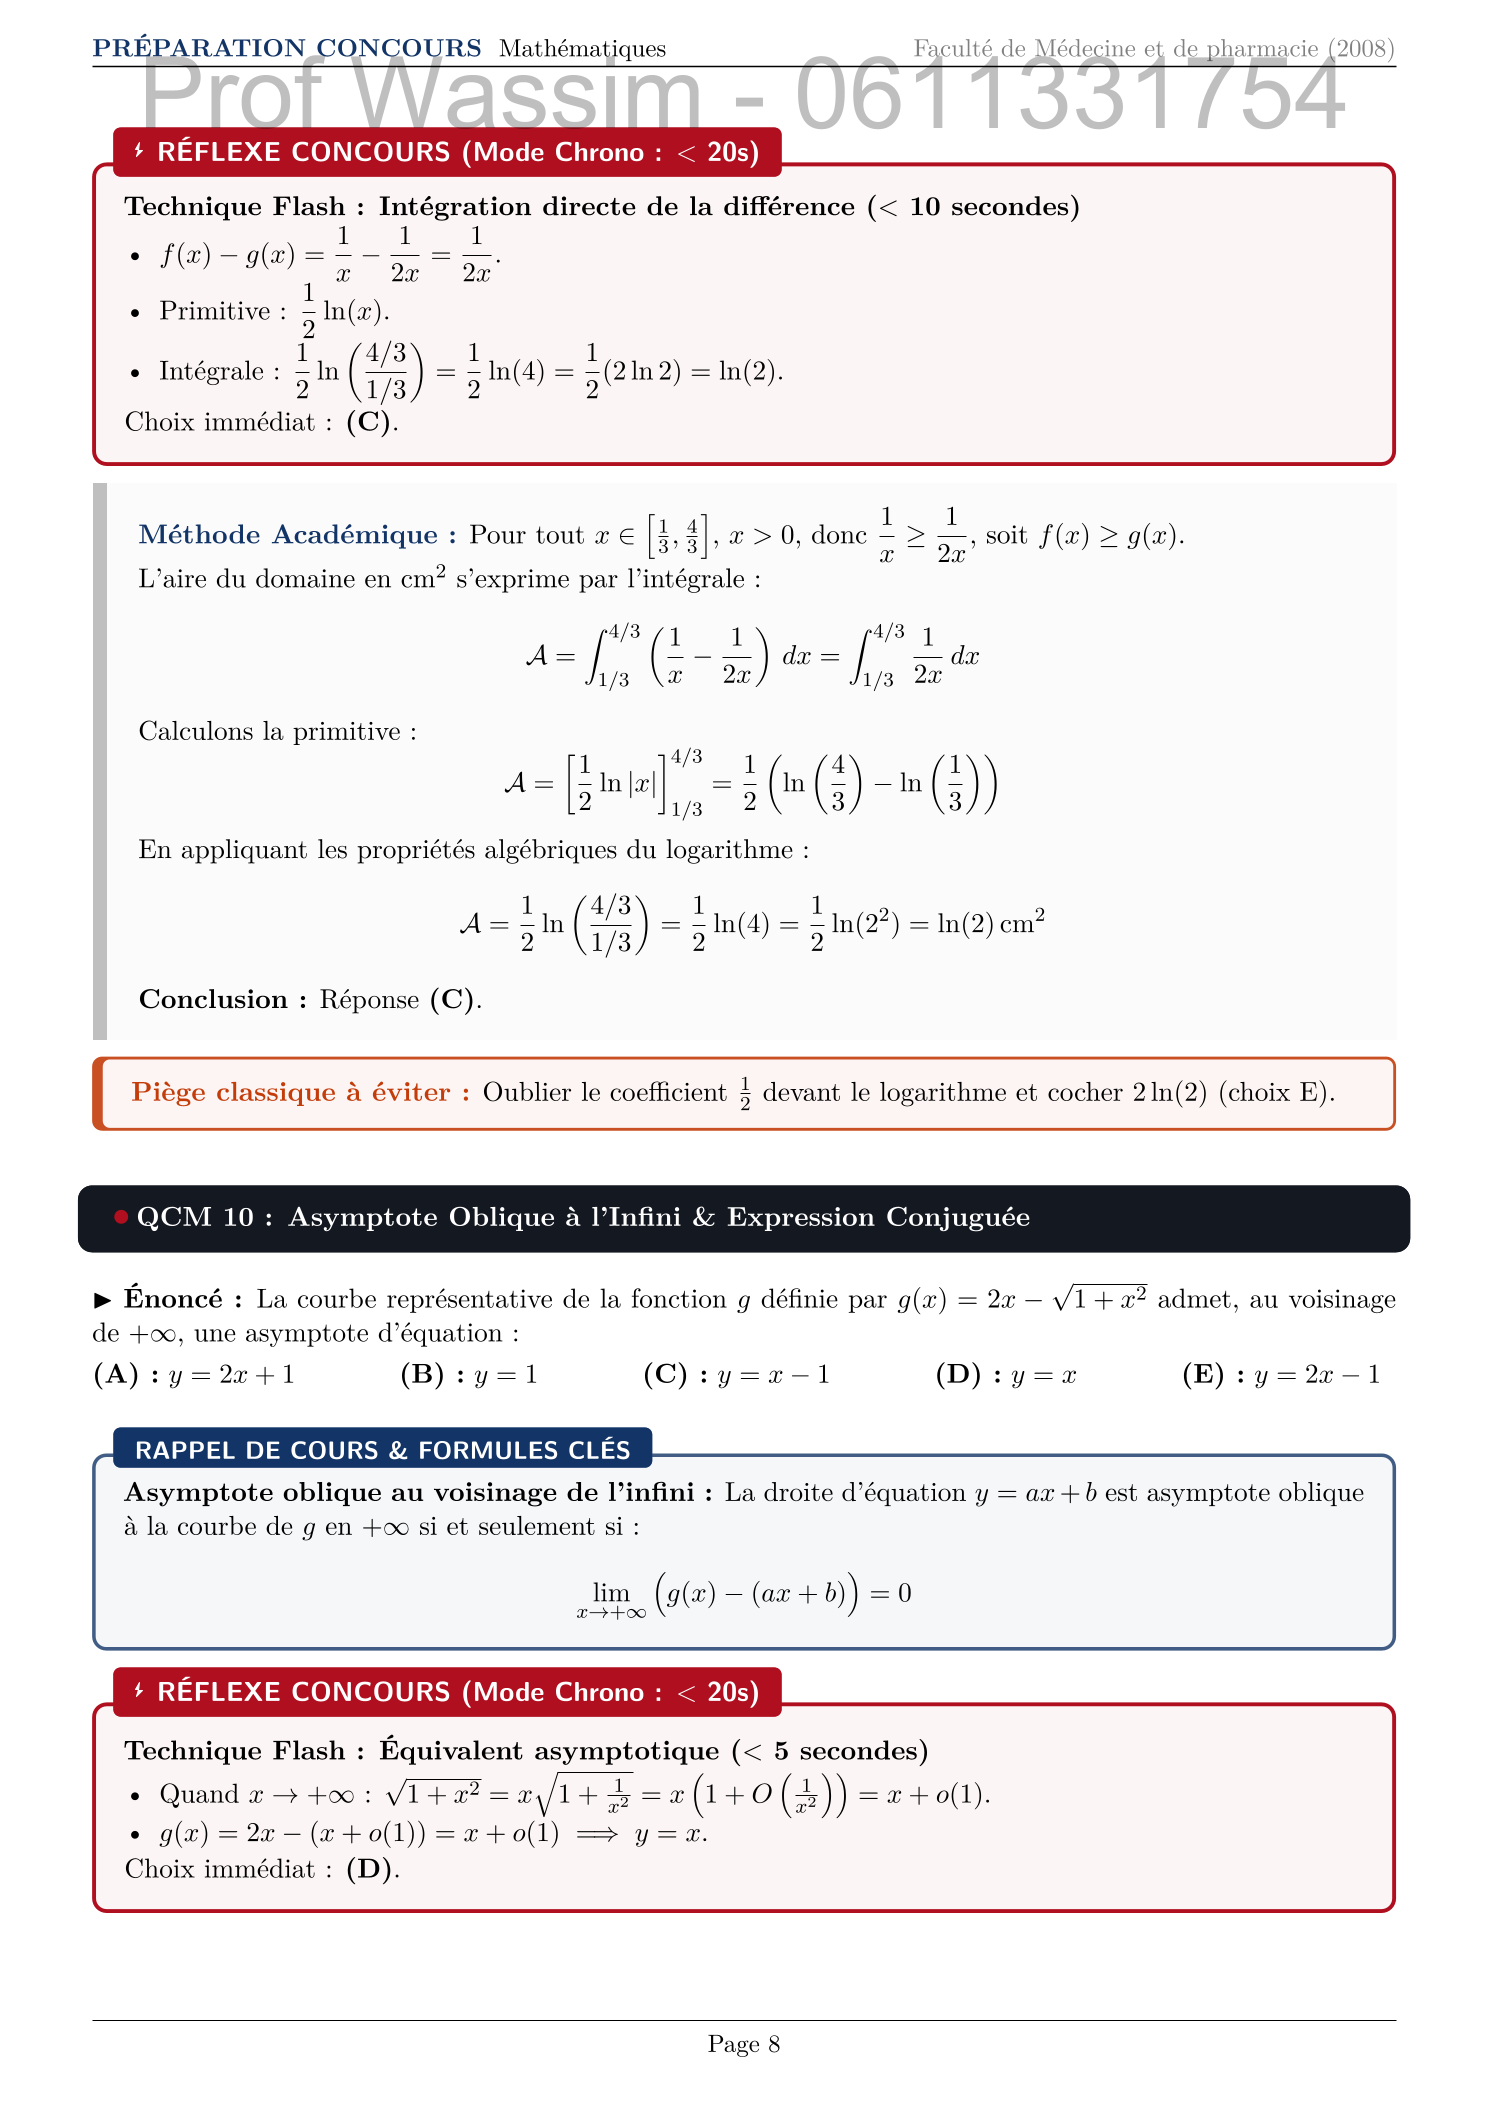 PRÉPARATION CONCOURS Mathématiques Faculté de Médecine et de pharmacie (2008)
Prof Wassim - 0611331754
RÉFLEXE CONCOURS (Mode Chrono : < 20s)
Technique Flash : Intégration directe de la différence (< 10 secondes)
• f(x) − g(x) = 1/x − 1/2x = 1/2x.
• Primitive : 1/2 ln(x).
• Intégrale : 1/2 ln((4/3)/(1/3)) = 1/2 ln(4) = 1/2(2 ln 2) = ln(2).
Choix immédiat : (C).
Méthode Académique : Pour tout x ∈ [1/3, 4/3], x > 0, donc 1/x ≥ 1/2x, soit f(x) ≥ g(x).
L'aire du domaine en cm² s'exprime par l'intégrale :
𝒜 = ∫_{1/3}^{4/3} (1/x − 1/2x) dx = ∫_{1/3}^{4/3} 1/2x dx
Calculons la primitive :
𝒜 = [1/2 ln|x|]_{1/3}^{4/3} = 1/2 (ln(4/3) − ln(1/3))
En appliquant les propriétés algébriques du logarithme :
𝒜 = 1/2 ln((4/3)/(1/3)) = 1/2 ln(4) = 1/2 ln(2²) = ln(2) cm²
Conclusion : Réponse (C).
Piège classique à éviter : Oublier le coefficient 1/2 devant le logarithme et cocher 2 ln(2) (choix E).
● QCM 10 : Asymptote Oblique à l'Infini & Expression Conjuguée
▶ Énoncé : La courbe représentative de la fonction g définie par g(x) = 2x − √(1 + x²) admet, au voisinage
de +∞, une asymptote d'équation :
(A) : y = 2x + 1 (B) : y = 1 (C) : y = x − 1 (D) : y = x (E) : y = 2x − 1
RAPPEL DE COURS & FORMULES CLÉS
Asymptote oblique au voisinage de l'infini : La droite d'équation y = ax + b est asymptote oblique
à la courbe de g en +∞ si et seulement si :
lim_{x→+∞} (g(x) − (ax + b)) = 0
RÉFLEXE CONCOURS (Mode Chrono : < 20s)
Technique Flash : Équivalent asymptotique (< 5 secondes)
• Quand x → +∞ : √(1 + x²) = x√(1 + 1/x²) = x(1 + O(1/x²)) = x + o(1).
• g(x) = 2x − (x + o(1)) = x + o(1) ⟹ y = x.
Choix immédiat : (D).
Page 8